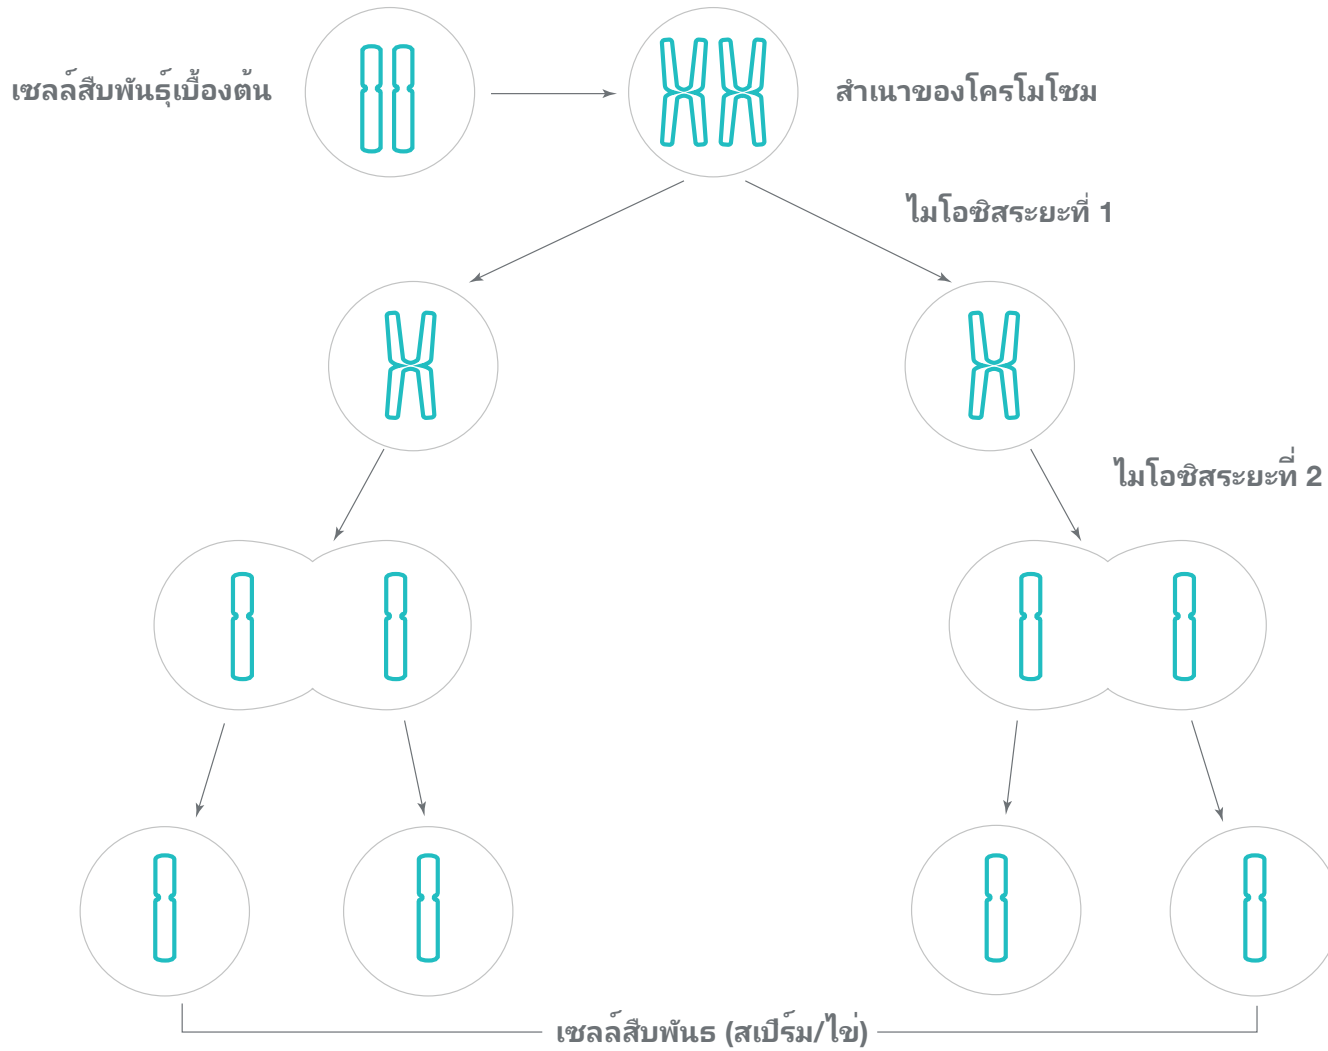 เซลล์สืบพันธุ์เบื้องต้น
สำเนาของโครโมโซม
ไมโอซิสระยะที่ 1
ไมโอซิสระยะที่ 2
เซลล์สืบพันธ (สเปิร์ม/ไข่)